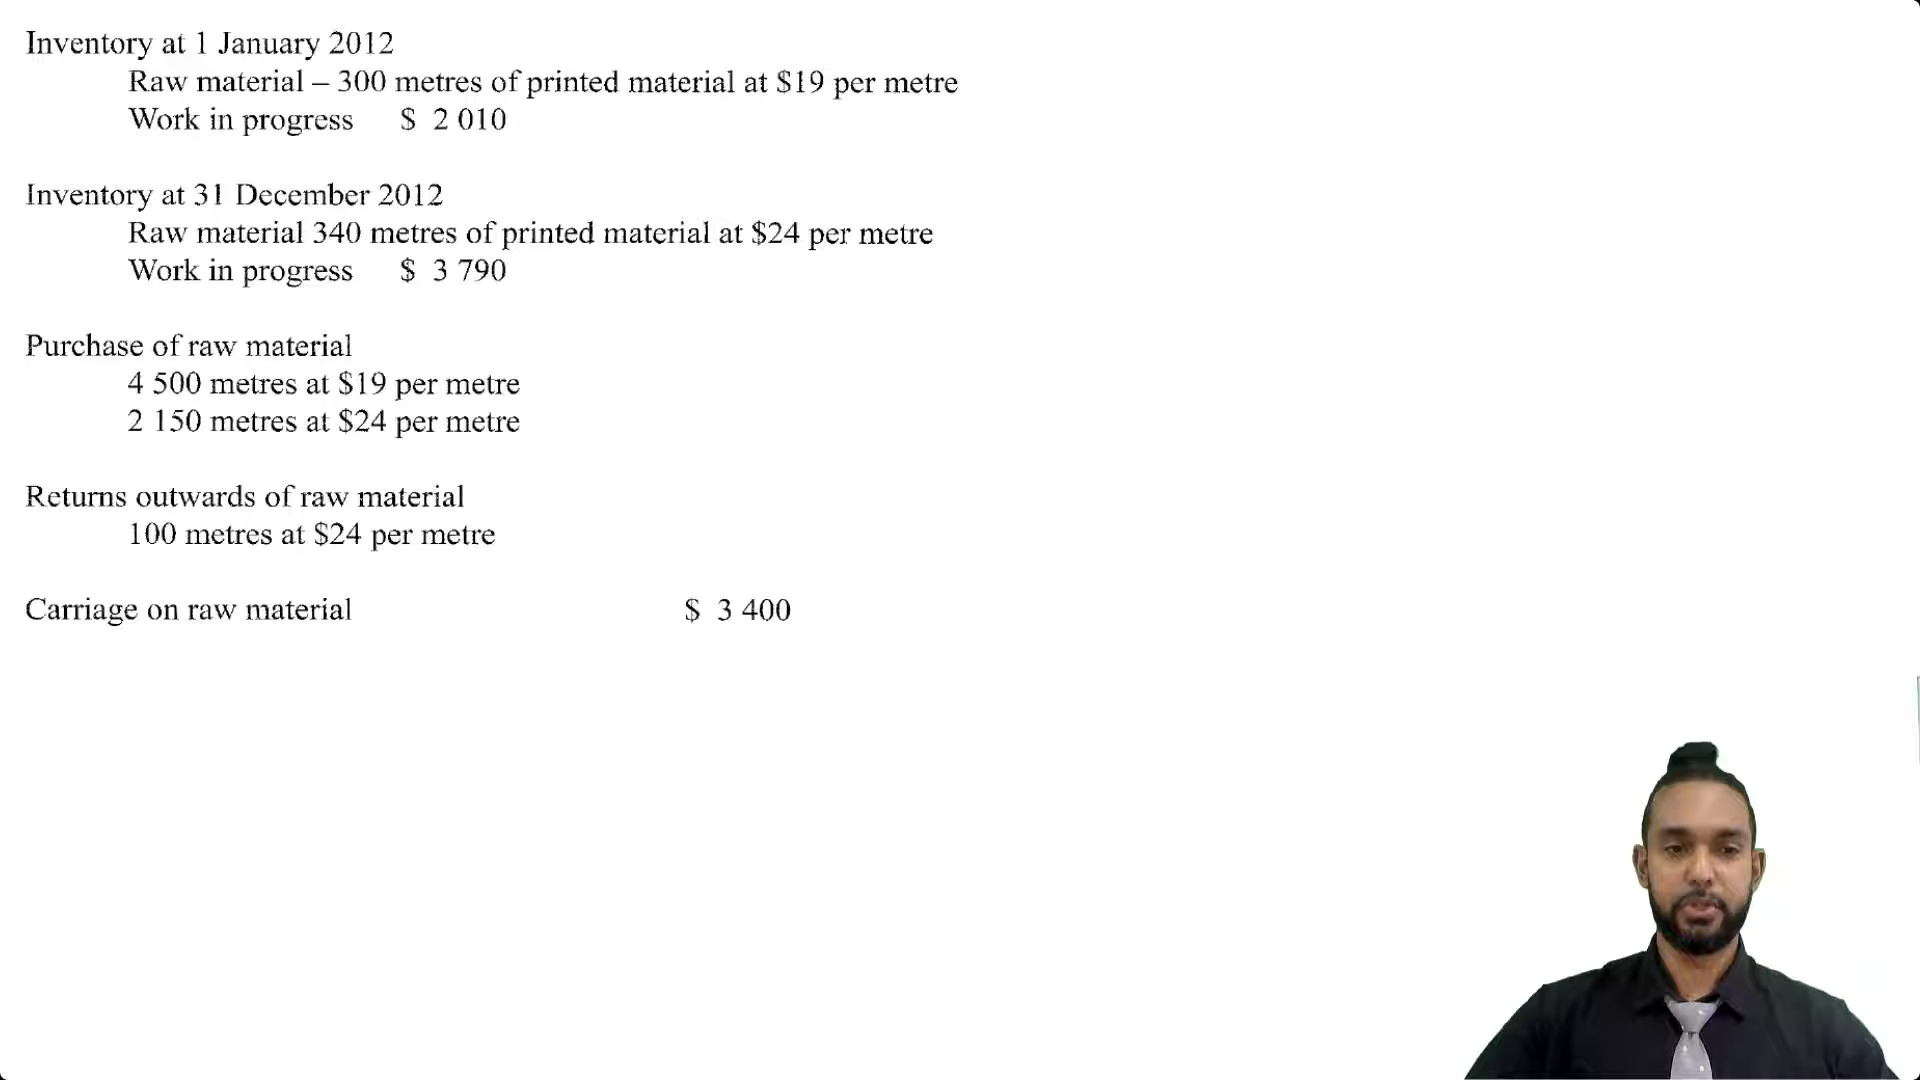 Inventory at 1 January 2012
Raw material – 300 metres of printed material at $19 per metre
Work in progress $ 2 010
Inventory at 31 December 2012
Raw material 340 metres of printed material at $24 per metre
Work in progress $ 3 790
Purchase of raw material
4 500 metres at $19 per metre
2 150 metres at $24 per metre
Returns outwards of raw material
100 metres at $24 per metre
Carriage on raw material $ 3 400